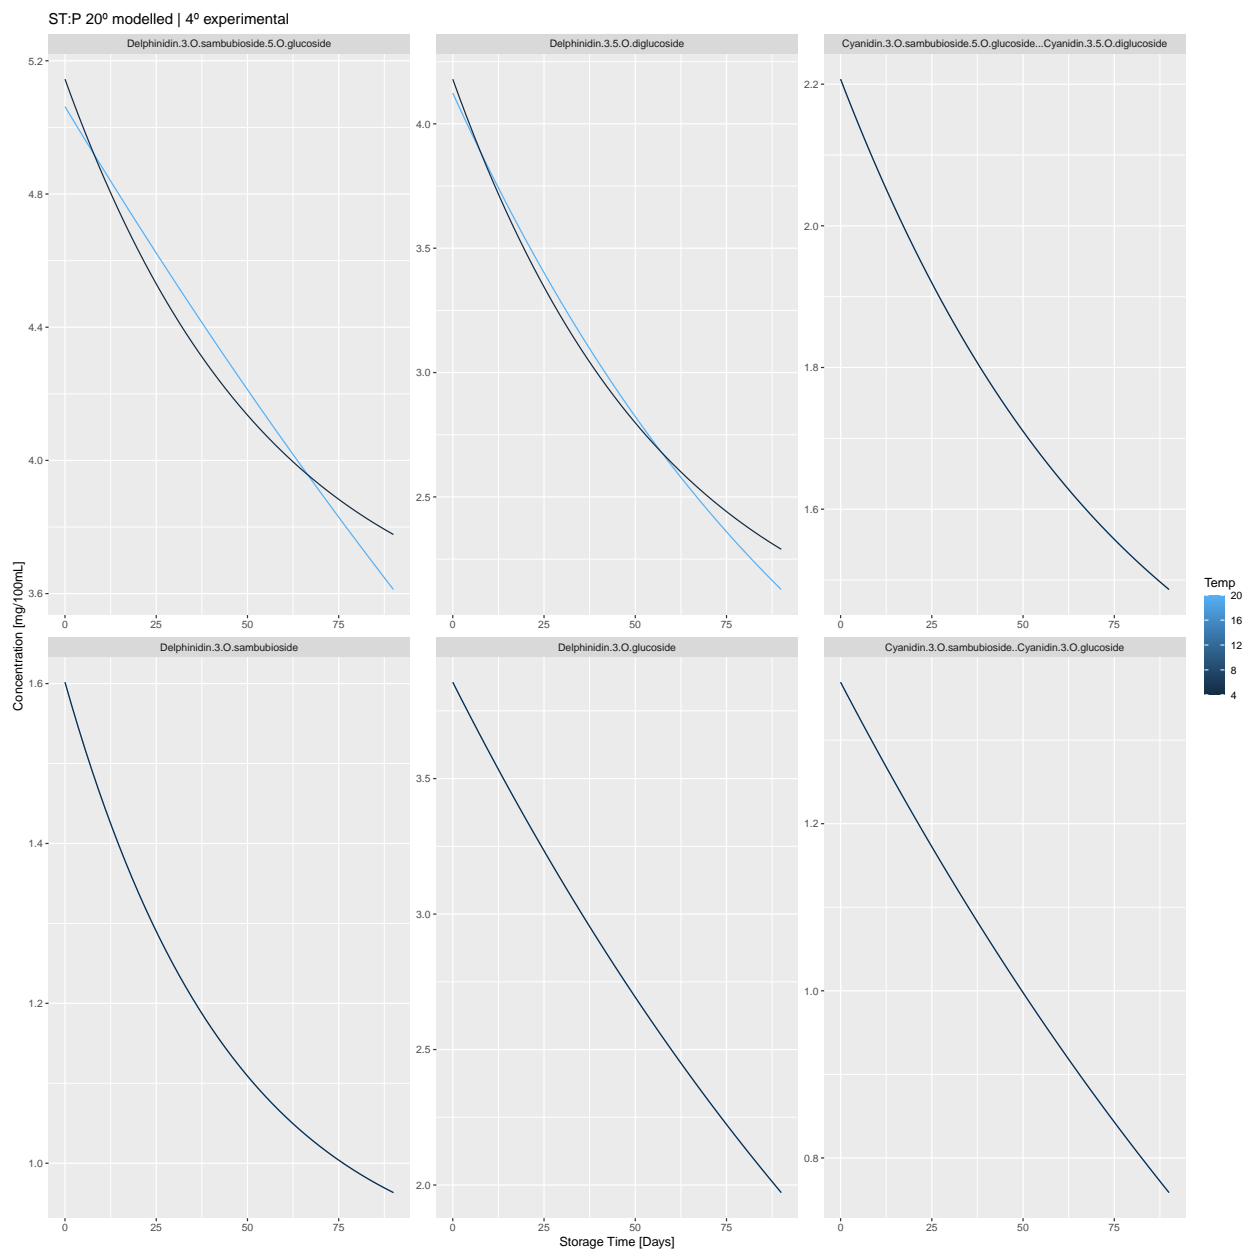 ST:P 20º modelled | 4º experimental
Delphinidin.3.O.sambubioside.5.O.glucoside
Delphinidin.3.5.O.diglucoside
Cyanidin.3.O.sambubioside.5.O.glucoside...Cyanidin.3.5.O.diglucoside
5.2
4.8
4.4
4.0
3.6
4.0
3.5
3.0
2.5
2.2
2.0
1.8
1.6
0 25 50 75
0 25 50 75
0 25 50 75
Concentration [mg/100mL]
Temp
20
16
12
8
4
Delphinidin.3.O.sambubioside
Delphinidin.3.O.glucoside
Cyanidin.3.O.sambubioside..Cyanidin.3.O.glucoside
1.6
1.4
1.2
1.0
3.5
3.0
2.5
2.0
1.2
1.0
0.8
0 25 50 75
0 25 50 75
0 25 50 75
Storage Time [Days]